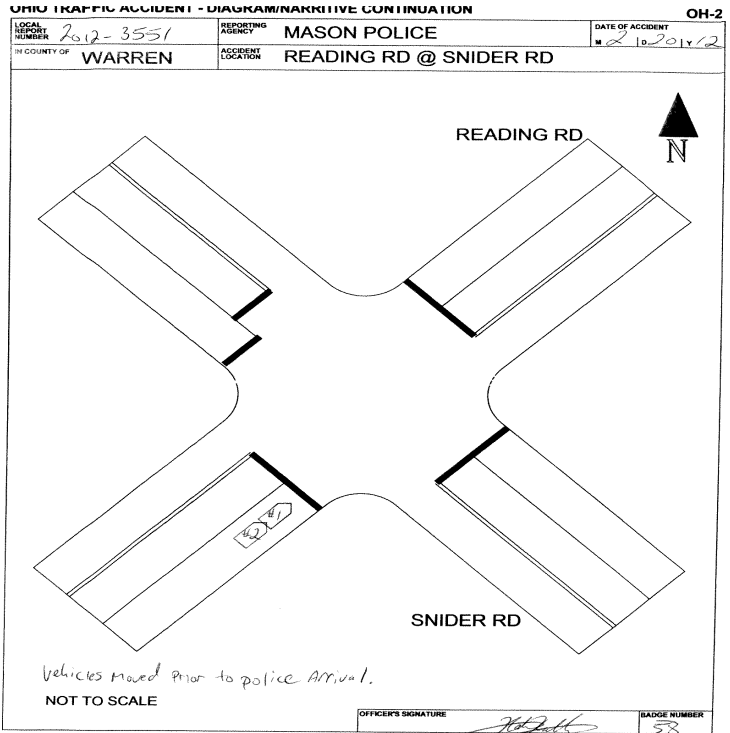 OHIO TRAFFIC ACCIDENT - DIAGRAM/NARRITIVE CONTINUATION
OH-2
LOCAL REPORT NUMBER 2012-3551
REPORTING AGENCY MASON POLICE
DATE OF ACCIDENT M 2 D 20 Y 12
IN COUNTY OF WARREN
ACCIDENT LOCATION READING RD @ SNIDER RD
READING RD
N
#1
#2
SNIDER RD
Vehicles moved prior to police Arrival.
NOT TO SCALE
OFFICER'S SIGNATURE
BADGE NUMBER 58